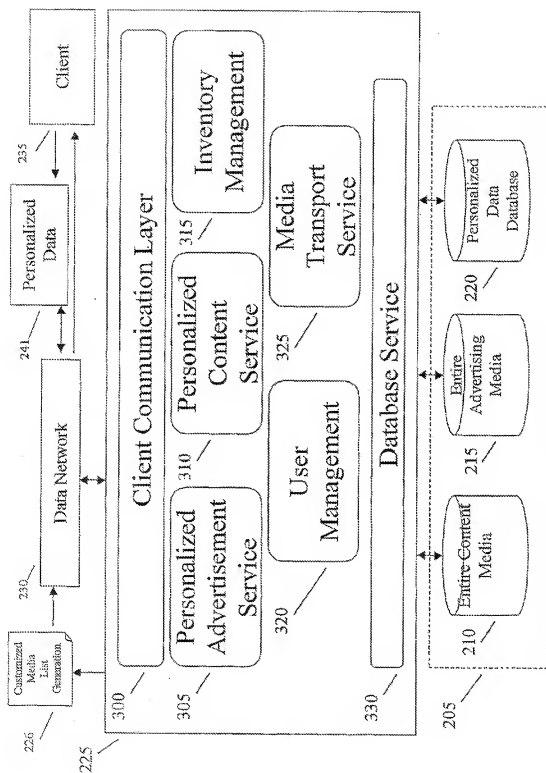 Customized
Media
List
Generation
226
Data Network
230
Personalized
Data
241
Client
235
225
Client Communication Layer
300
Personalized
Advertisement
Service
305
Personalized
Content
Service
310
Inventory
Management
315
User
Management
320
Media
Transport
Service
325
Database Service
330
205
Entire Content
Media
210
Entire
Advertising
Media
215
Personalized
Data
Database
220